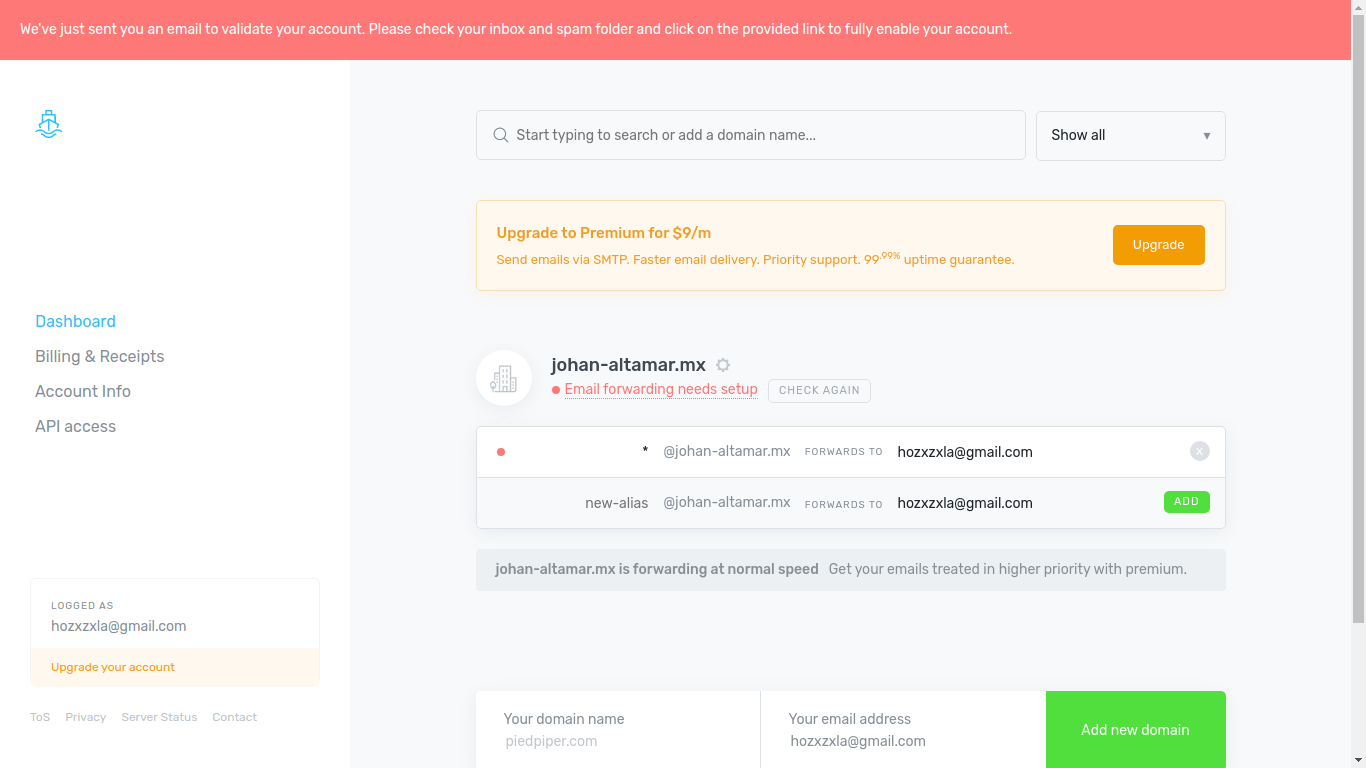 We've just sent you an email to validate your account. Please check your inbox and spam folder and click on the provided link to fully enable your account.
Start typing to search or add a domain name...
Show all
Upgrade to Premium for $9/m
Send emails via SMTP. Faster email delivery. Priority support. 99.99% uptime guarantee.
Upgrade
Dashboard
Billing & Receipts
Account Info
API access
johan-altamar.mx
Email forwarding needs setup
CHECK AGAIN
* @johan-altamar.mx FORWARDS TO hozxzxla@gmail.com x
new-alias @johan-altamar.mx FORWARDS TO hozxzxla@gmail.com ADD
johan-altamar.mx is forwarding at normal speed Get your emails treated in higher priority with premium.
LOGGED AS
hozxzxla@gmail.com
Upgrade your account
ToS Privacy Server Status Contact
Your domain name
piedpiper.com
Your email address
hozxzxla@gmail.com
Add new domain